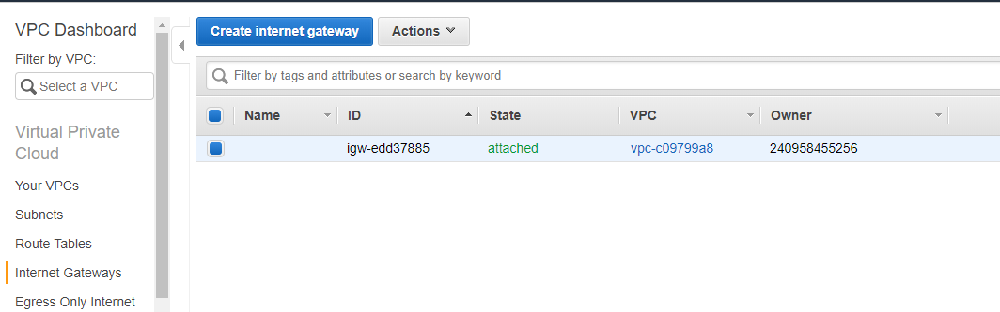 VPC Dashboard
Filter by VPC:
Select a VPC
Virtual Private
Cloud
Your VPCs
Subnets
Route Tables
Internet Gateways
Egress Only Internet
Create internet gateway Actions
Filter by tags and attributes or search by keyword
Name ID State VPC Owner
igw-edd37885 attached vpc-c09799a8 240958455256